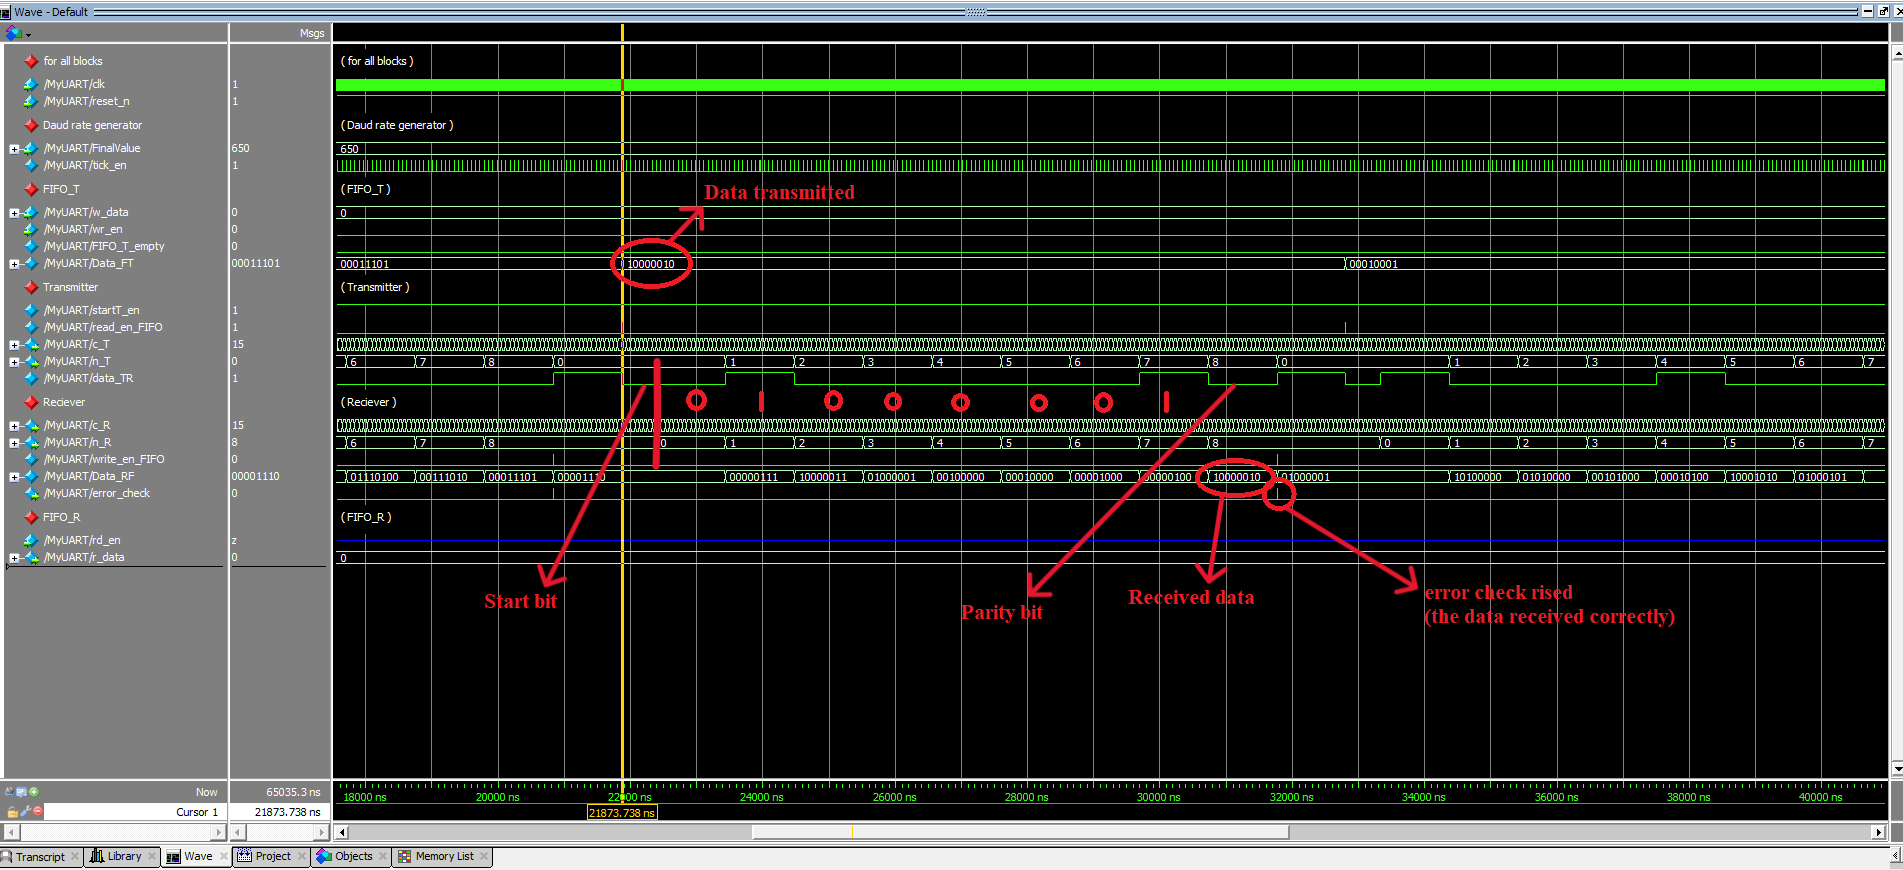 Wave - Default
Msgs
for all blocks
( for all blocks )
/MyUART/clk 1
/MyUART/reset_n 1
Daud rate generator
( Daud rate generator )
/MyUART/FinalValue 650 650
/MyUART/tick_en 1
FIFO_T
( FIFO_T )
Data transmitted
/MyUART/w_data 0 0
/MyUART/wr_en 0
/MyUART/FIFO_T_empty 0
/MyUART/Data_FT 00011101 00011101 10000010 00010001
Transmitter
( Transmitter )
/MyUART/startT_en 1
/MyUART/read_en_FIFO 1
/MyUART/c_T 15
/MyUART/n_T 0 6 7 8 0 1 2 3 4 5 6 7 8 0 1 2 3 4 5 6 7
/MyUART/data_TR 1
Reciever
( Reciever ) 0 1 0 0 0 0 0 1
/MyUART/c_R 15
/MyUART/n_R 8 6 7 8 0 1 2 3 4 5 6 7 8 0 1 2 3 4 5 6 7
/MyUART/write_en_FIFO 0
/MyUART/Data_RF 00001110 01110100 00111010 00011101 00001110 00000111 10000011 01000001 00100000 00010000 00001000 00000100 10000010 01000001 10100000 01010000 00101000 00010100 10001010 01000101
/MyUART/error_check 0
FIFO_R
( FIFO_R )
/MyUART/rd_en z
/MyUART/r_data 0 0
Start bit
Parity bit
Received data
error check rised
(the data received correctly)
Now 65035.3 ns
18000 ns 20000 ns 22000 ns 24000 ns 26000 ns 28000 ns 30000 ns 32000 ns 34000 ns 36000 ns 38000 ns 40000 ns
Cursor 1 21873.738 ns
21873.738 ns
Transcript Library Wave Project Objects Memory List